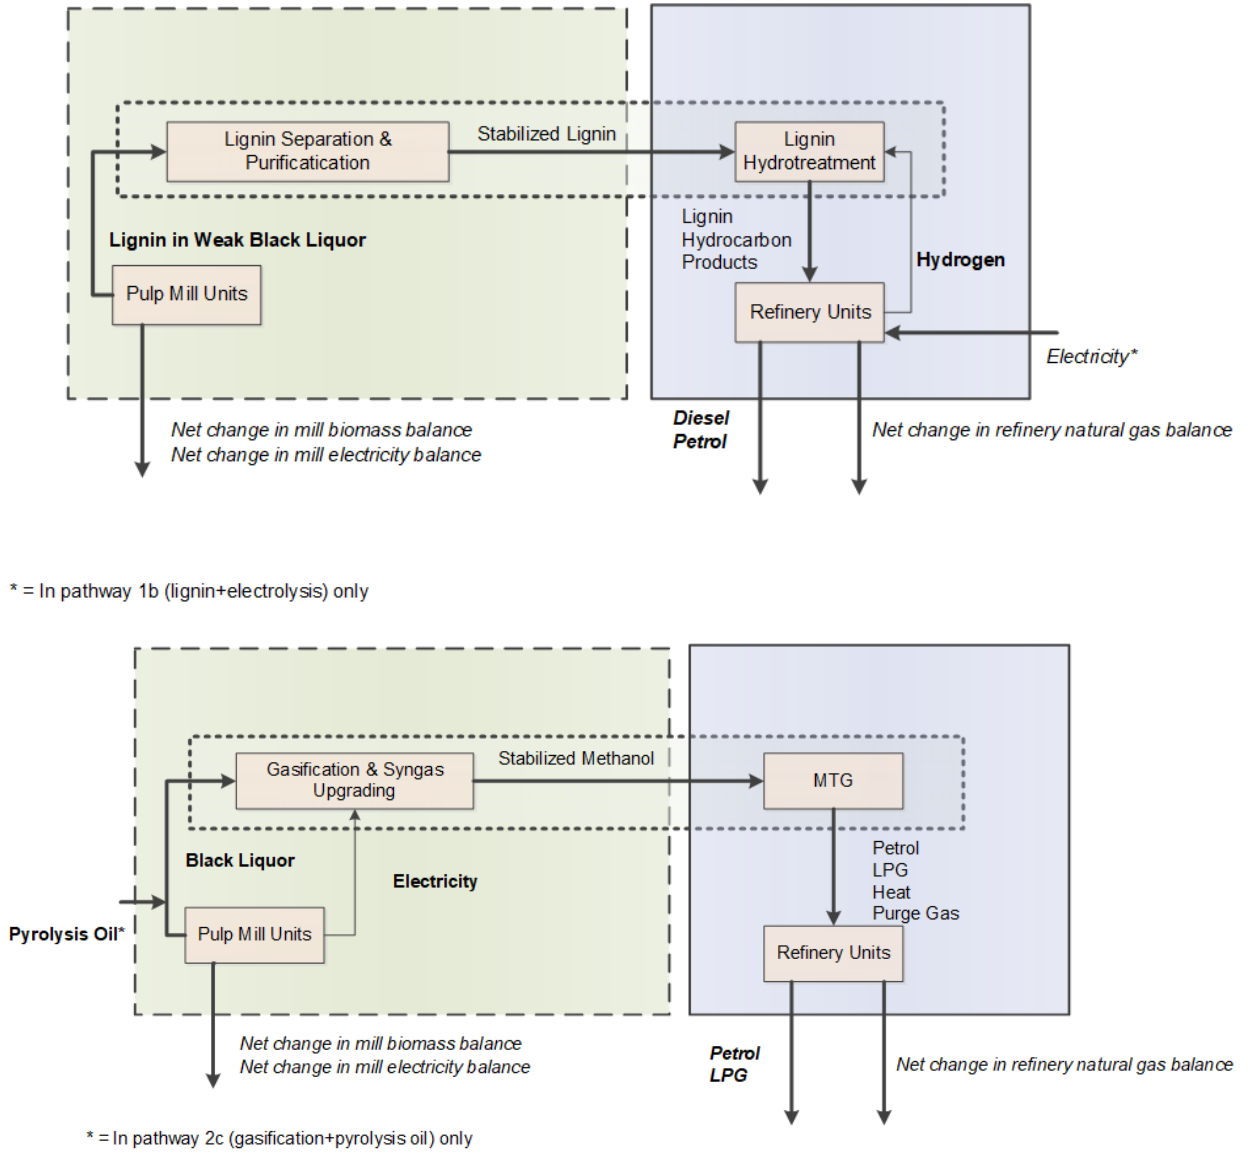 Lignin Separation &
Purificatication
Stabilized Lignin
Lignin
Hydrotreatment
Lignin
Hydrocarbon
Products
Lignin in Weak Black Liquor
Hydrogen
Pulp Mill Units
Refinery Units
Electricity*
Diesel
Petrol
Net change in mill biomass balance
Net change in mill electricity balance
Net change in refinery natural gas balance
* = In pathway 1b (lignin+electrolysis) only
Gasification & Syngas
Upgrading
Stabilized Methanol
MTG
Black Liquor
Electricity
Petrol
LPG
Heat
Purge Gas
Pyrolysis Oil*
Pulp Mill Units
Refinery Units
Net change in mill biomass balance
Net change in mill electricity balance
Petrol
LPG
Net change in refinery natural gas balance
* = In pathway 2c (gasification+pyrolysis oil) only